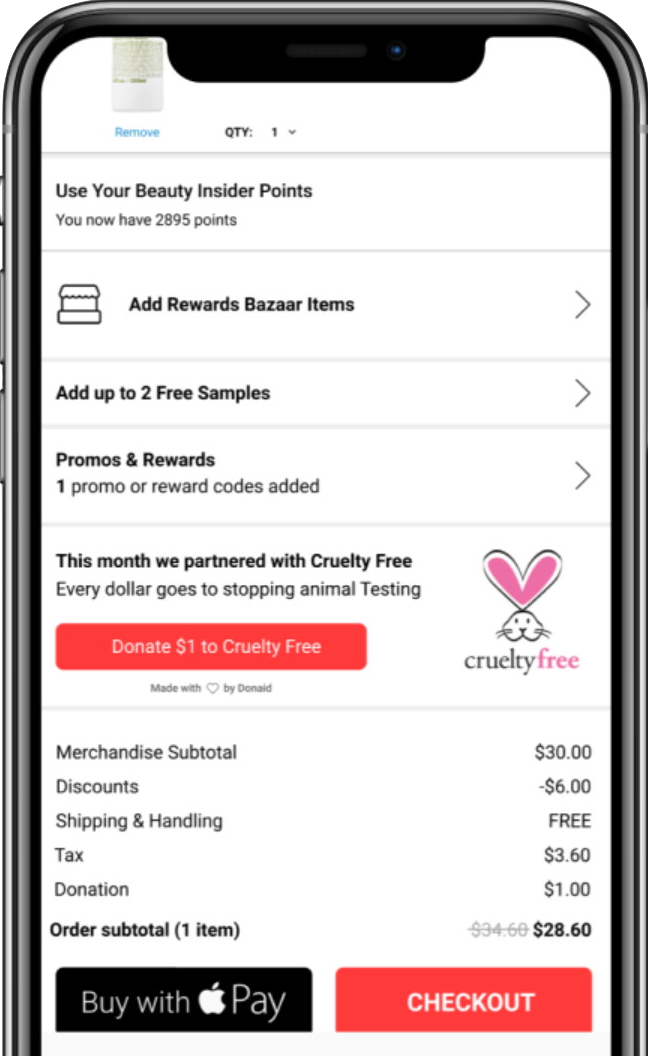 Remove QTY: 1
Use Your Beauty Insider Points
You now have 2895 points
Add Rewards Bazaar Items
Add up to 2 Free Samples
Promos & Rewards
1 promo or reward codes added
This month we partnered with Cruelty Free
Every dollar goes to stopping animal Testing
Donate $1 to Cruelty Free
crueltyfree
Made with ♡ by Donaid
Merchandise Subtotal $30.00
Discounts -$6.00
Shipping & Handling FREE
Tax $3.60
Donation $1.00
Order subtotal (1 item) $34.60 $28.60
Buy with Pay
CHECKOUT